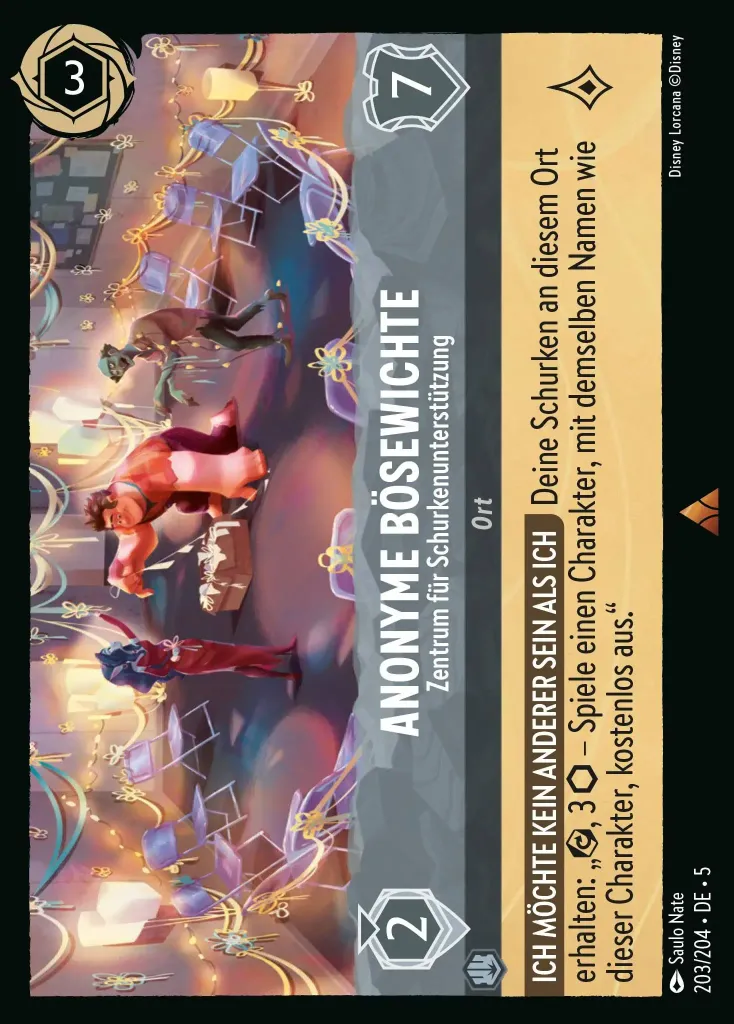 3
7
2
ANONYME BÖSEWICHTE
Zentrum für Schurkenunterstützung
Ort
ICH MÖCHTE KEIN ANDERER SEIN ALS ICH Deine Schurken an diesem Ort
erhalten: „, 3 – Spiele einen Charakter, mit demselben Namen wie
dieser Charakter, kostenlos aus.“
Saulo Nate
203/204 • DE • 5
Disney Lorcana ©Disney